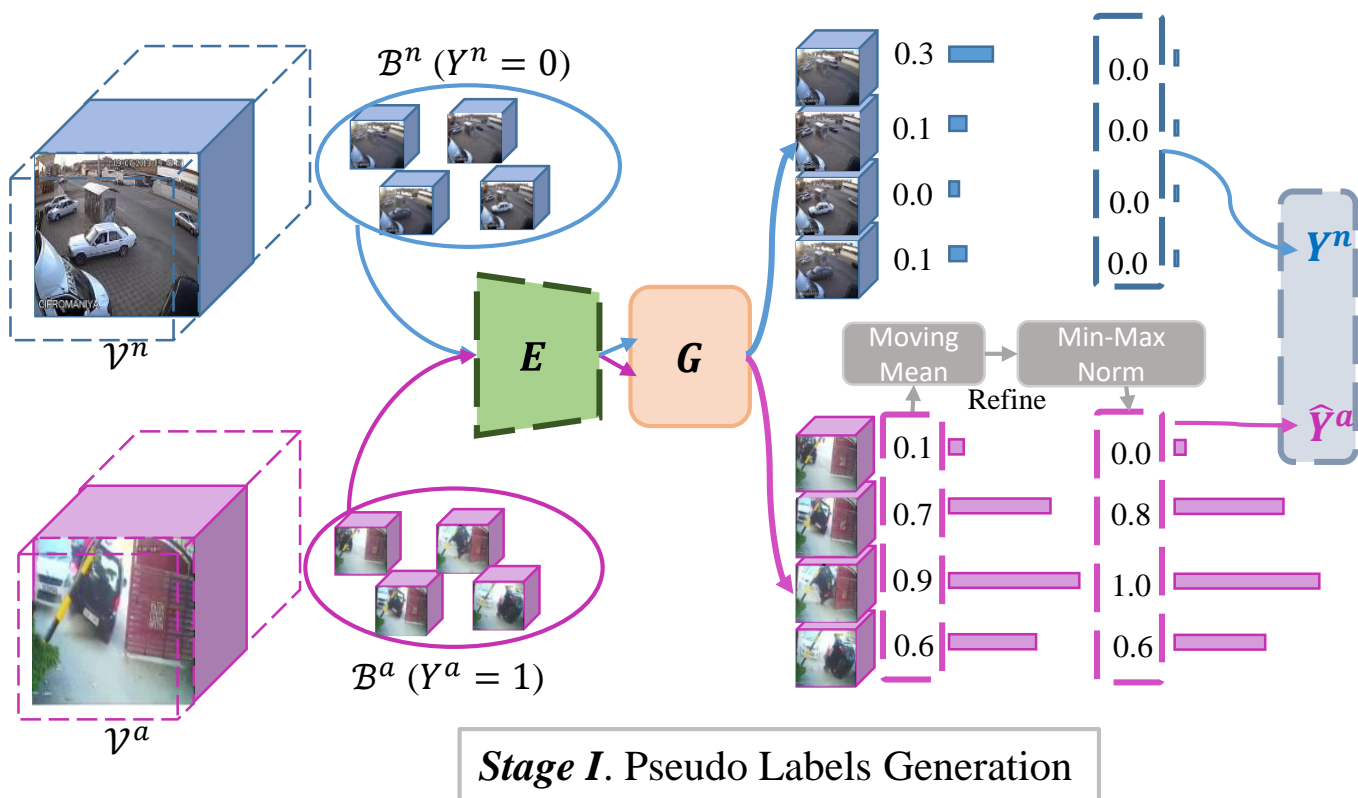 𝓑ⁿ (Yⁿ = 0)
CIFROMANIYA
𝒱ⁿ
0.3
0.1
0.0
0.1
0.0
0.0
0.0
0.0
Yⁿ
E
G
Moving
Mean
Min-Max
Norm
Refine
0.1
0.7
0.9
0.6
0.0
0.8
1.0
0.6
Ŷᵃ
𝓑ᵃ (Yᵃ = 1)
𝒱ᵃ
Stage I. Pseudo Labels Generation